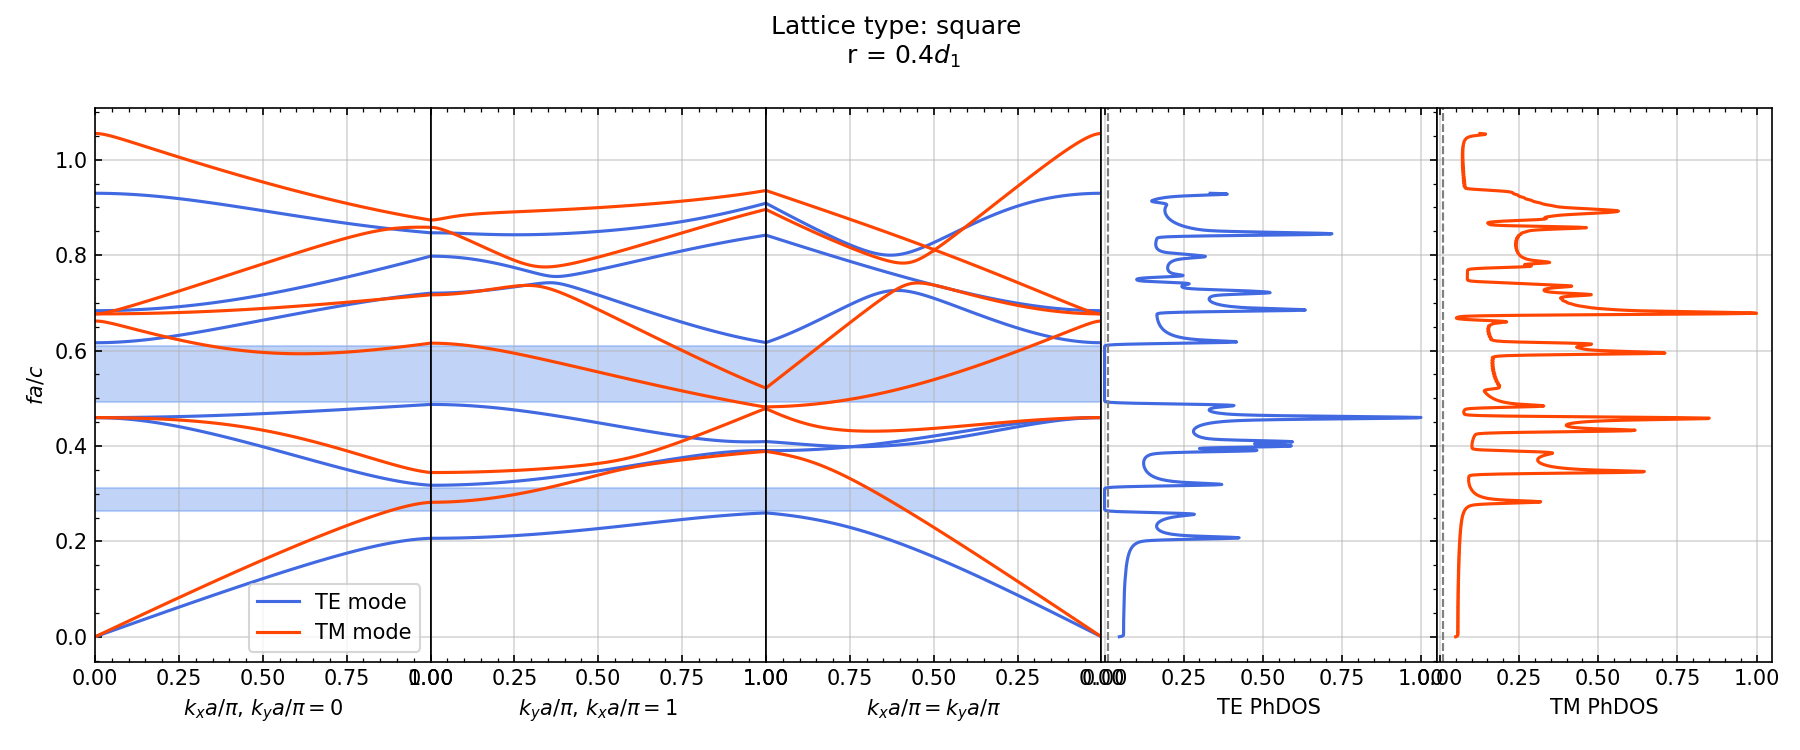 Lattice type: square
r = 0.4d₁
fa/c
1.0
0.8
0.6
0.4
0.2
0.0
TE mode
TM mode
0.00 0.25 0.50 0.75 1.00 0.00 0.25 0.50 0.75 1.00 1.00 0.75 0.50 0.25 0.00 0.00 0.25 0.50 0.75 1.00 0.00 0.25 0.50 0.75 1.00
kₓa/π, kᵧa/π = 0
kᵧa/π, kₓa/π = 1
kₓa/π = kᵧa/π
TE PhDOS
TM PhDOS